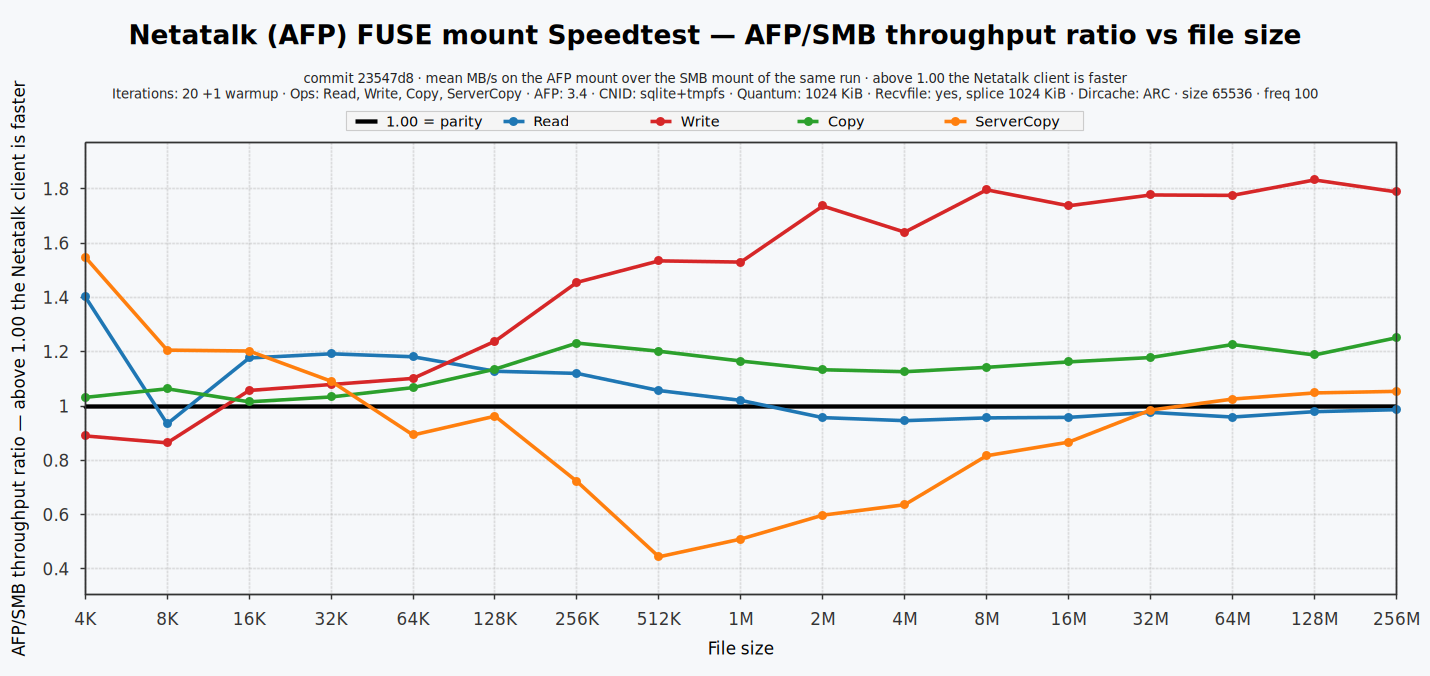 Netatalk (AFP) FUSE mount Speedtest — AFP/SMB throughput ratio vs file size
commit 23547d8 · mean MB/s on the AFP mount over the SMB mount of the same run · above 1.00 the Netatalk client is faster
Iterations: 20 +1 warmup · Ops: Read, Write, Copy, ServerCopy · AFP: 3.4 · CNID: sqlite+tmpfs · Quantum: 1024 KiB · Recvfile: yes, splice 1024 KiB · Dircache: ARC · size 65536 · freq 100
1.00 = parity Read Write Copy ServerCopy
AFP/SMB throughput ratio — above 1.00 the Netatalk client is faster
1.8
1.6
1.4
1.2
1
0.8
0.6
0.4
4K 8K 16K 32K 64K 128K 256K 512K 1M 2M 4M 8M 16M 32M 64M 128M 256M
File size